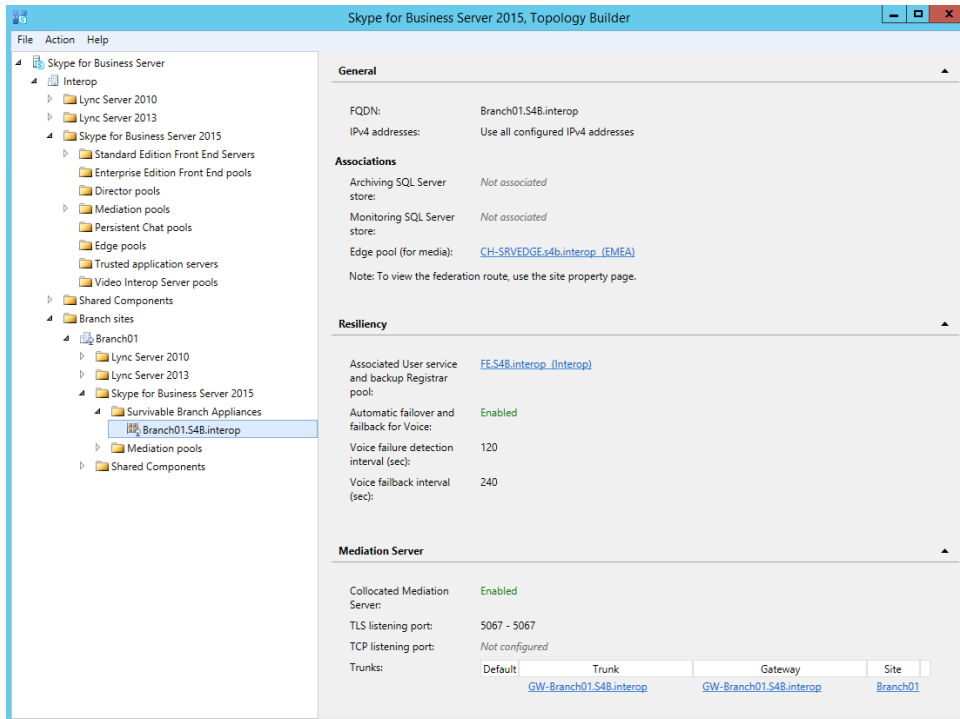 Skype for Business Server 2015, Topology Builder
File Action Help
Skype for Business Server
Interop
Lync Server 2010
Lync Server 2013
Skype for Business Server 2015
Standard Edition Front End Servers
Enterprise Edition Front End pools
Director pools
Mediation pools
Persistent Chat pools
Edge pools
Trusted application servers
Video Interop Server pools
Shared Components
Branch sites
Branch01
Lync Server 2010
Lync Server 2013
Skype for Business Server 2015
Survivable Branch Appliances
Branch01.S4B.interop
Mediation pools
Shared Components
General
FQDN: Branch01.S4B.interop
IPv4 addresses: Use all configured IPv4 addresses
Associations
Archiving SQL Server Not associated
store:
Monitoring SQL Server Not associated
store:
Edge pool (for media): CH-SRVEDGE.s4b.interop (EMEA)
Note: To view the federation route, use the site property page.
Resiliency
Associated User service FE.S4B.interop (Interop)
and backup Registrar
pool:
Automatic failover and Enabled
failback for Voice:
Voice failure detection 120
interval (sec):
Voice failback interval 240
(sec):
Mediation Server
Collocated Mediation Enabled
Server:
TLS listening port: 5067 - 5067
TCP listening port: Not configured
Trunks: Default Trunk Gateway Site
GW-Branch01.S4B.interop GW-Branch01.S4B.interop Branch01